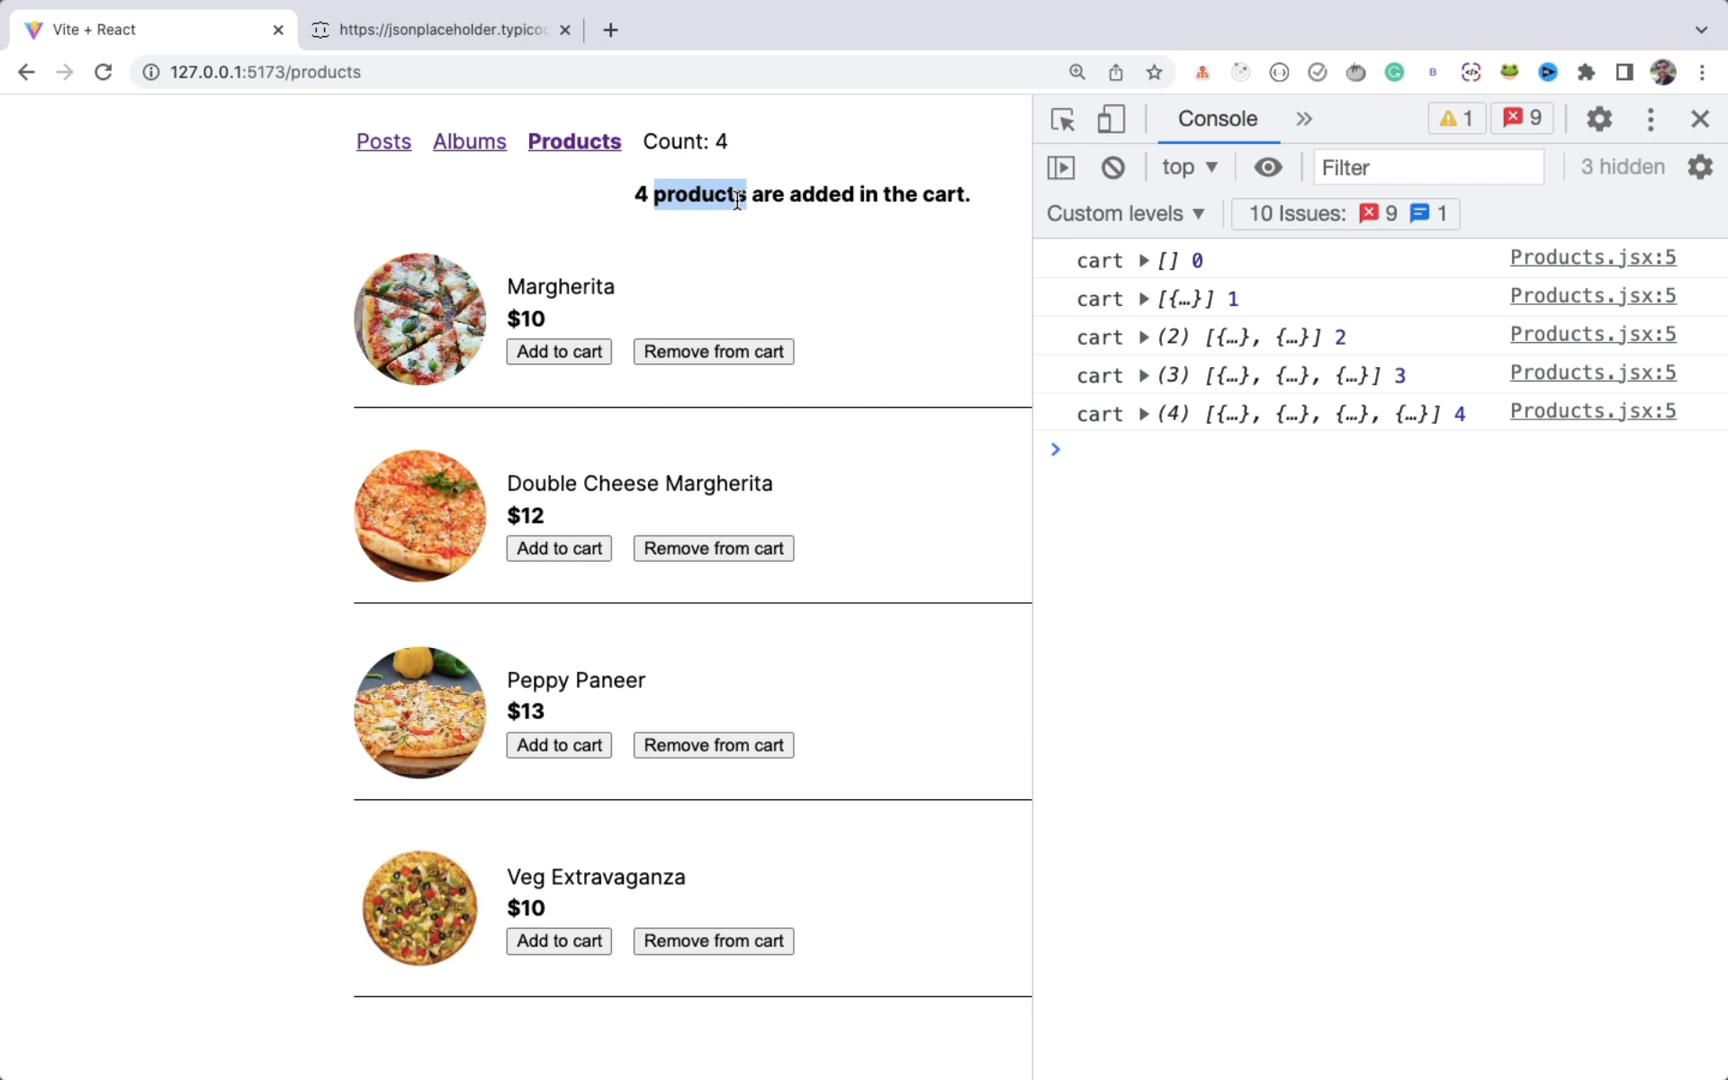 Vite + React
https://jsonplaceholder.typico
127.0.0.1:5173/products
Posts Albums Products Count: 4
4 products are added in the cart.
Margherita
$10
Add to cart Remove from cart
Double Cheese Margherita
$12
Add to cart Remove from cart
Peppy Paneer
$13
Add to cart Remove from cart
Veg Extravaganza
$10
Add to cart Remove from cart
Console » 1 9
top ▼ Filter 3 hidden
Custom levels ▼ 10 Issues: 9 1
cart ▶ [] 0 Products.jsx:5
cart ▶ [{…}] 1 Products.jsx:5
cart ▶ (2) [{…}, {…}] 2 Products.jsx:5
cart ▶ (3) [{…}, {…}, {…}] 3 Products.jsx:5
cart ▶ (4) [{…}, {…}, {…}, {…}] 4 Products.jsx:5